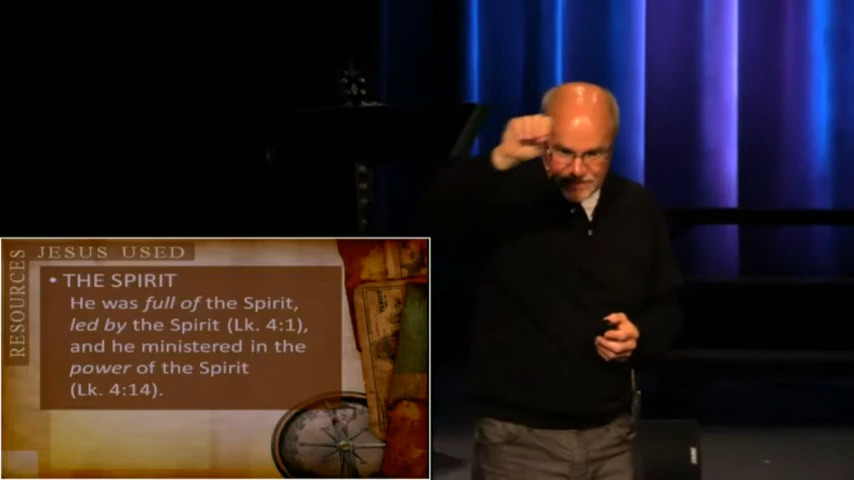 JESUS USED
RESOURCES
• THE SPIRIT
He was full of the Spirit,
led by the Spirit (Lk. 4:1),
and he ministered in the
power of the Spirit
(Lk. 4:14).